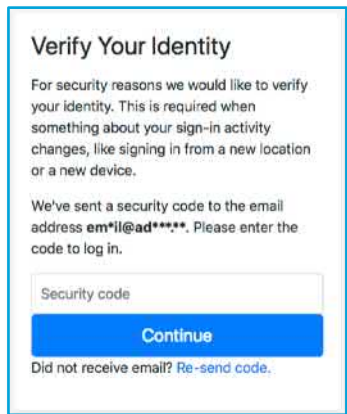 Verify Your Identity
For security reasons we would like to verify
your identity. This is required when
something about your sign-in activity
changes, like signing in from a new location
or a new device.
We've sent a security code to the email
address em*il@ad***.**. Please enter the
code to log in.
Security code
Continue
Did not receive email? Re-send code.